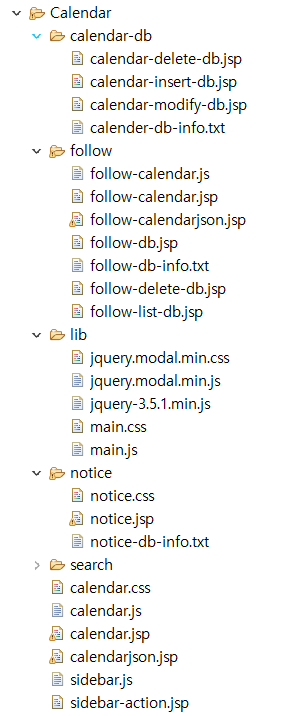 Calendar
calendar-db
calendar-delete-db.jsp
calendar-insert-db.jsp
calendar-modify-db.jsp
calender-db-info.txt
follow
follow-calendar.js
follow-calendar.jsp
follow-calendarjson.jsp
follow-db.jsp
follow-db-info.txt
follow-delete-db.jsp
follow-list-db.jsp
lib
jquery.modal.min.css
jquery.modal.min.js
jquery-3.5.1.min.js
main.css
main.js
notice
notice.css
notice.jsp
notice-db-info.txt
search
calendar.css
calendar.js
calendar.jsp
calendarjson.jsp
sidebar.js
sidebar-action.jsp